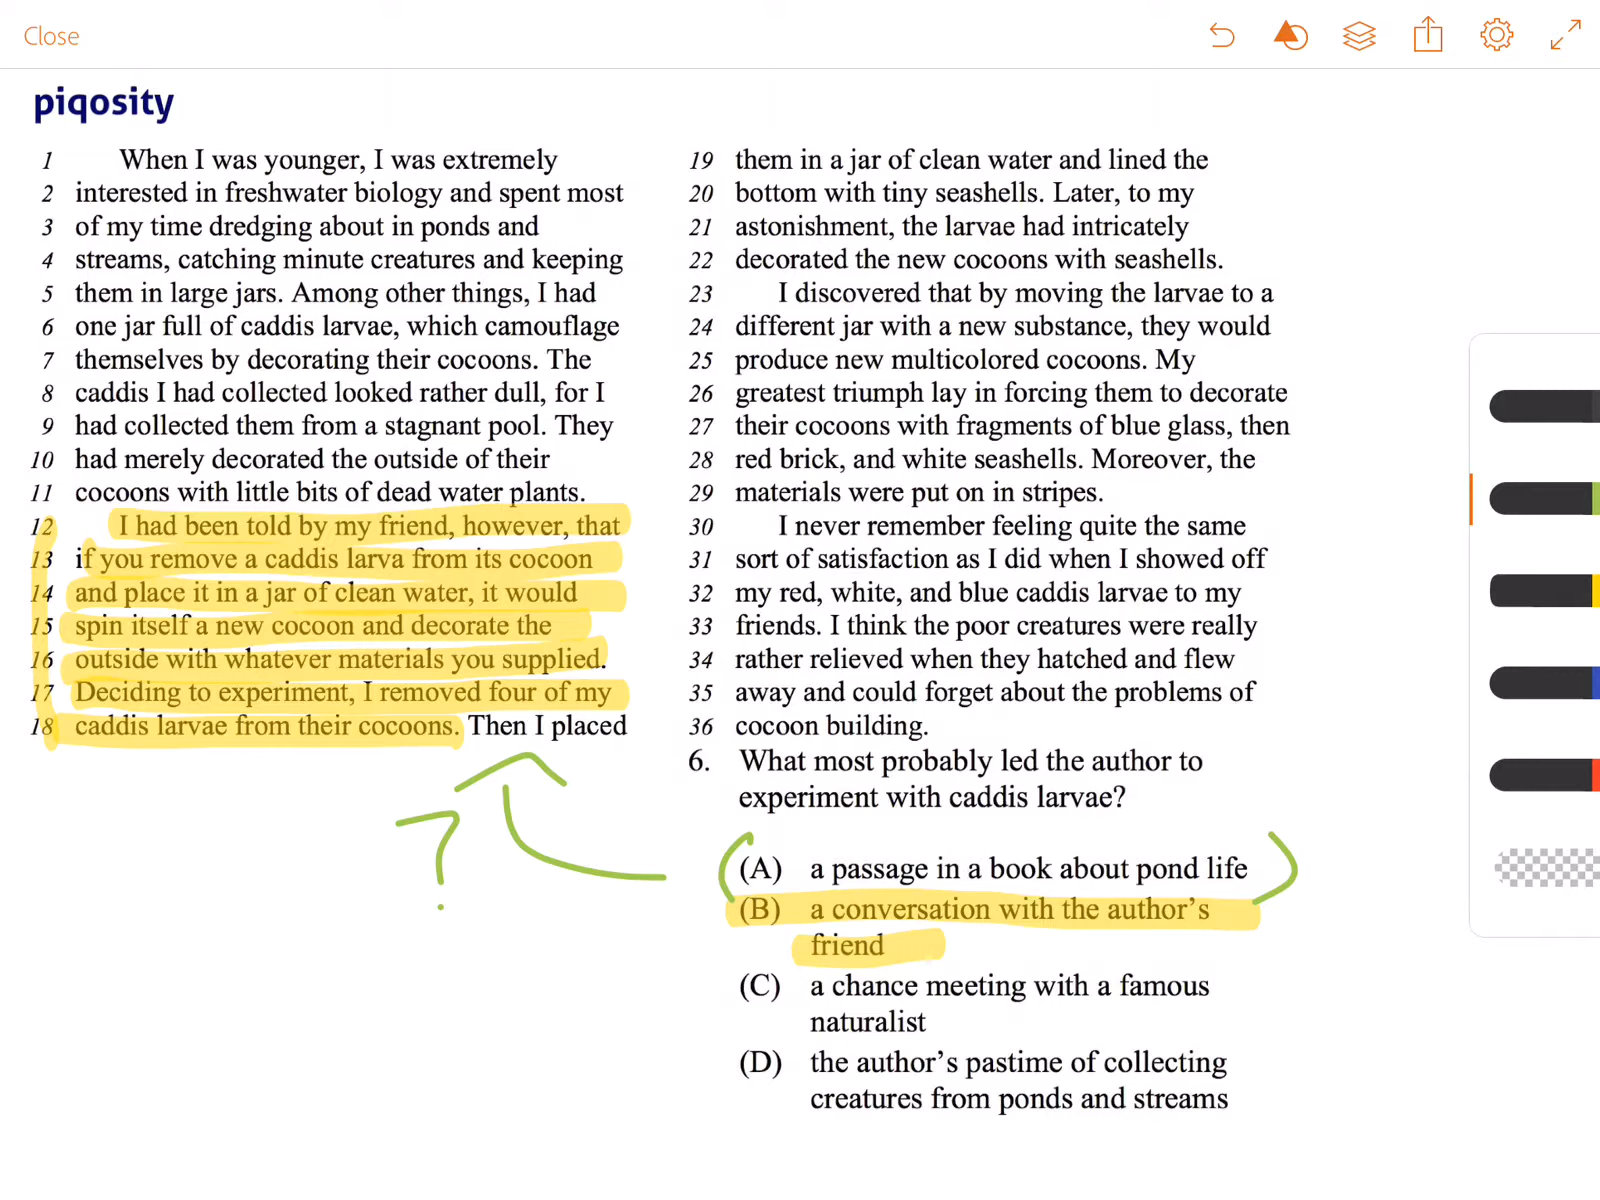 Close
piqosity
1 When I was younger, I was extremely
2 interested in freshwater biology and spent most
3 of my time dredging about in ponds and
4 streams, catching minute creatures and keeping
5 them in large jars. Among other things, I had
6 one jar full of caddis larvae, which camouflage
7 themselves by decorating their cocoons. The
8 caddis I had collected looked rather dull, for I
9 had collected them from a stagnant pool. They
10 had merely decorated the outside of their
11 cocoons with little bits of dead water plants.
12 I had been told by my friend, however, that
13 if you remove a caddis larva from its cocoon
14 and place it in a jar of clean water, it would
15 spin itself a new cocoon and decorate the
16 outside with whatever materials you supplied.
17 Deciding to experiment, I removed four of my
18 caddis larvae from their cocoons. Then I placed
?
19 them in a jar of clean water and lined the
20 bottom with tiny seashells. Later, to my
21 astonishment, the larvae had intricately
22 decorated the new cocoons with seashells.
23 I discovered that by moving the larvae to a
24 different jar with a new substance, they would
25 produce new multicolored cocoons. My
26 greatest triumph lay in forcing them to decorate
27 their cocoons with fragments of blue glass, then
28 red brick, and white seashells. Moreover, the
29 materials were put on in stripes.
30 I never remember feeling quite the same
31 sort of satisfaction as I did when I showed off
32 my red, white, and blue caddis larvae to my
33 friends. I think the poor creatures were really
34 rather relieved when they hatched and flew
35 away and could forget about the problems of
36 cocoon building.
6. What most probably led the author to
experiment with caddis larvae?
(A) a passage in a book about pond life
(B) a conversation with the author's
friend
(C) a chance meeting with a famous
naturalist
(D) the author's pastime of collecting
creatures from ponds and streams